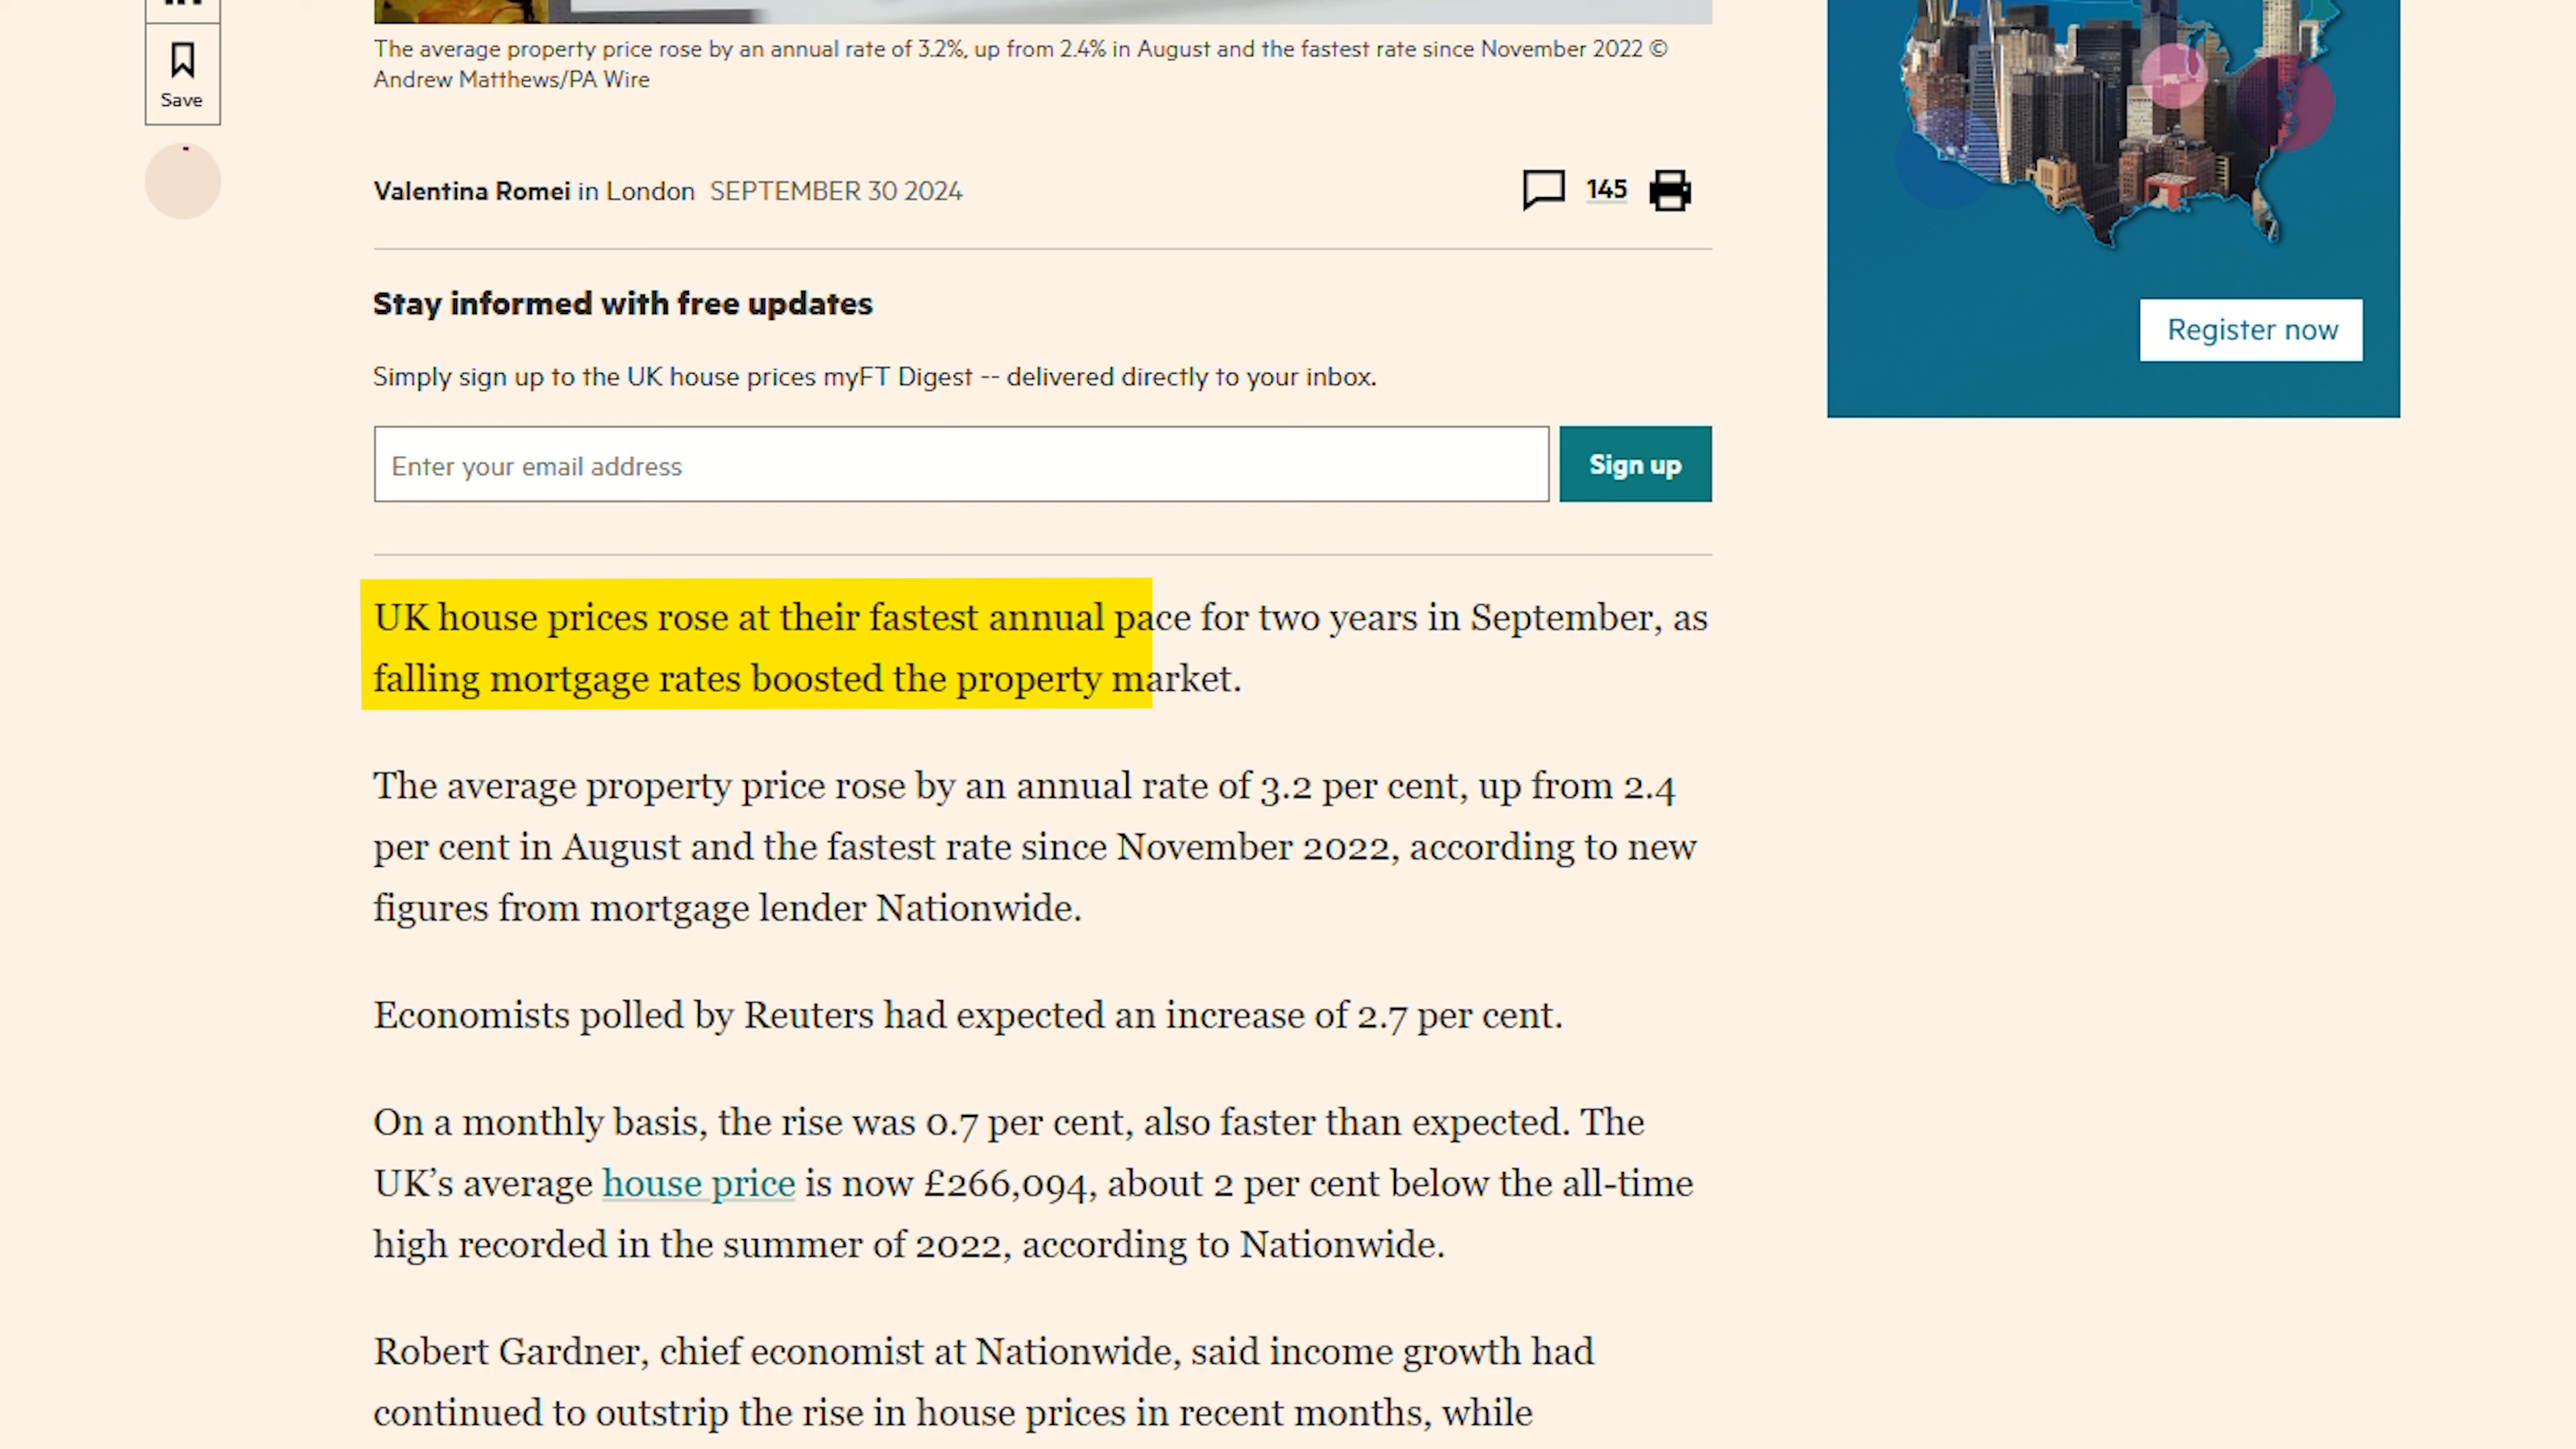 The average property price rose by an annual rate of 3.2%, up from 2.4% in August and the fastest rate since November 2022 ©
Andrew Matthews/PA Wire
Save
Valentina Romei in London SEPTEMBER 30 2024
145
Stay informed with free updates
Simply sign up to the UK house prices myFT Digest -- delivered directly to your inbox.
Enter your email address
Sign up
Register now
UK house prices rose at their fastest annual pace for two years in September, as
falling mortgage rates boosted the property market.
The average property price rose by an annual rate of 3.2 per cent, up from 2.4
per cent in August and the fastest rate since November 2022, according to new
figures from mortgage lender Nationwide.
Economists polled by Reuters had expected an increase of 2.7 per cent.
On a monthly basis, the rise was 0.7 per cent, also faster than expected. The
UK’s average house price is now £266,094, about 2 per cent below the all-time
high recorded in the summer of 2022, according to Nationwide.
Robert Gardner, chief economist at Nationwide, said income growth had
continued to outstrip the rise in house prices in recent months, while